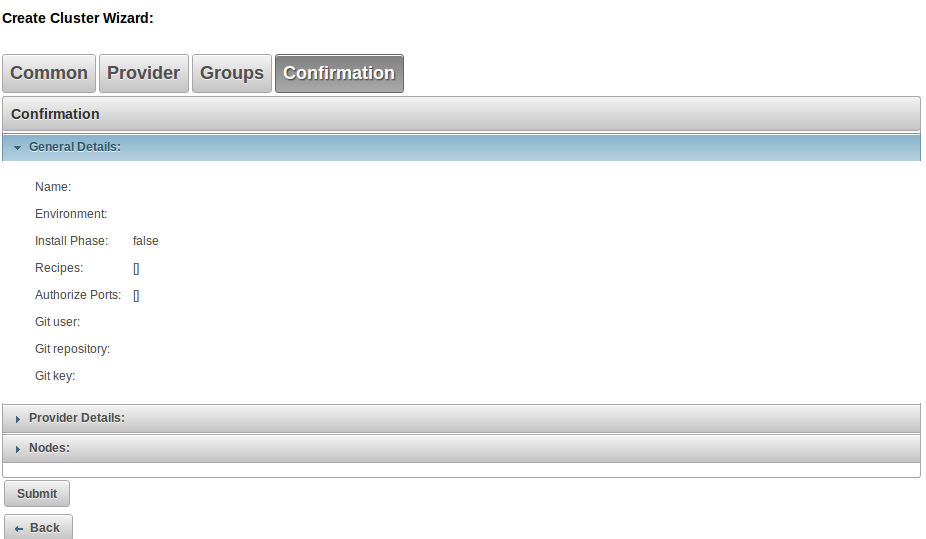 Create Cluster Wizard:
Common Provider Groups Confirmation
Confirmation
General Details:
Name:
Environment:
Install Phase: false
Recipes: []
Authorize Ports: []
Git user:
Git repository:
Git key:
Provider Details:
Nodes:
Submit
Back